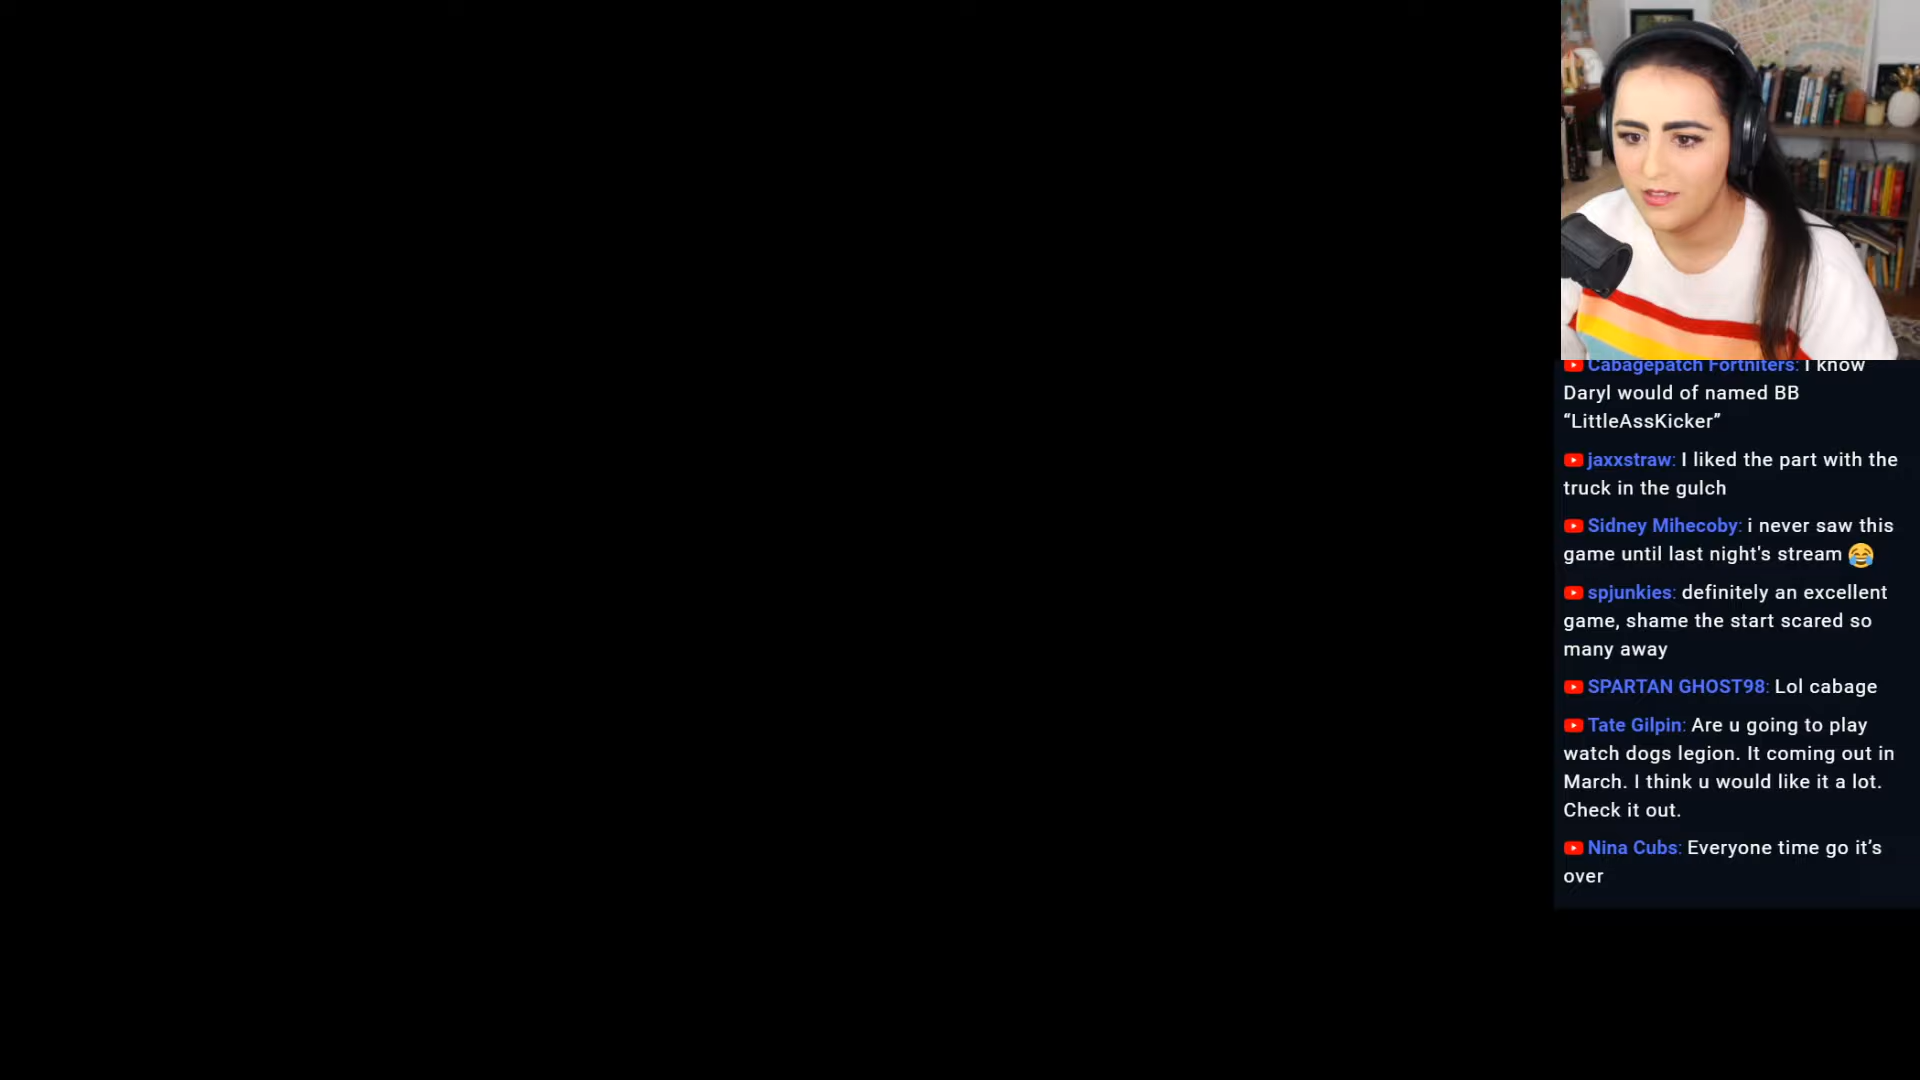 Cabagepatch Fortniters: I know
Daryl would of named BB
“LittleAssKicker”
jaxxstraw: I liked the part with the
truck in the gulch
Sidney Mihecoby: i never saw this
game until last night's stream 😂
spjunkies: definitely an excellent
game, shame the start scared so
many away
SPARTAN GHOST98: Lol cabage
Tate Gilpin: Are u going to play
watch dogs legion. It coming out in
March. I think u would like it a lot.
Check it out.
Nina Cubs: Everyone time go it’s
over